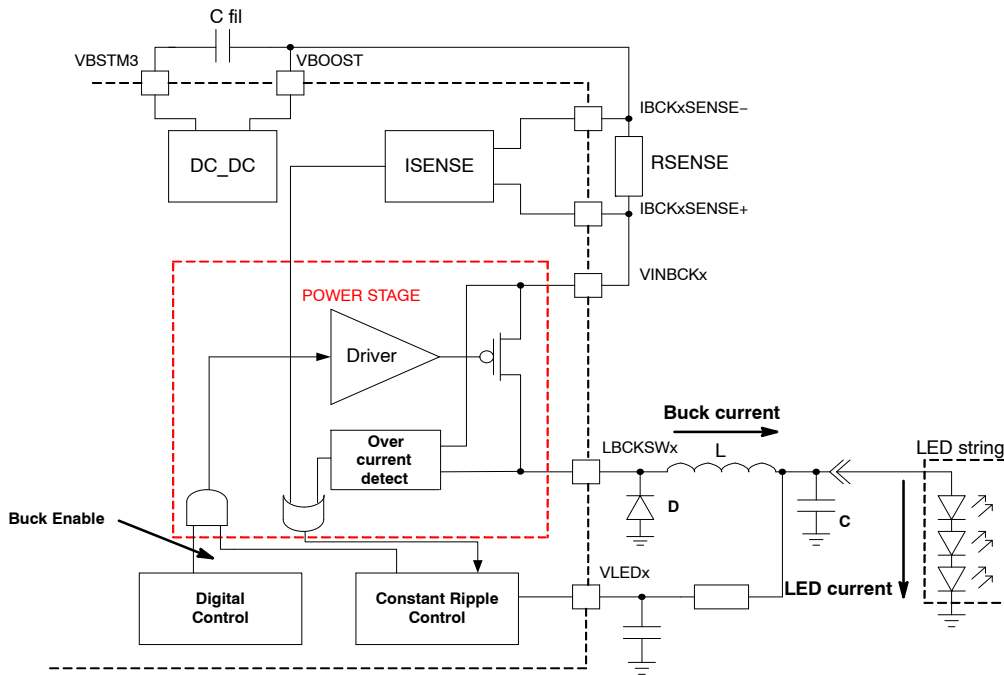 C fil
VBSTM3
VBOOST
IBCKxSENSE−
DC_DC
ISENSE
RSENSE
IBCKxSENSE+
VINBCKx
POWER STAGE
Driver
Buck current
Over
current
detect
LBCKSWx
L
LED string
D
C
Buck Enable
VLEDx
LED current
Digital
Control
Constant Ripple
Control